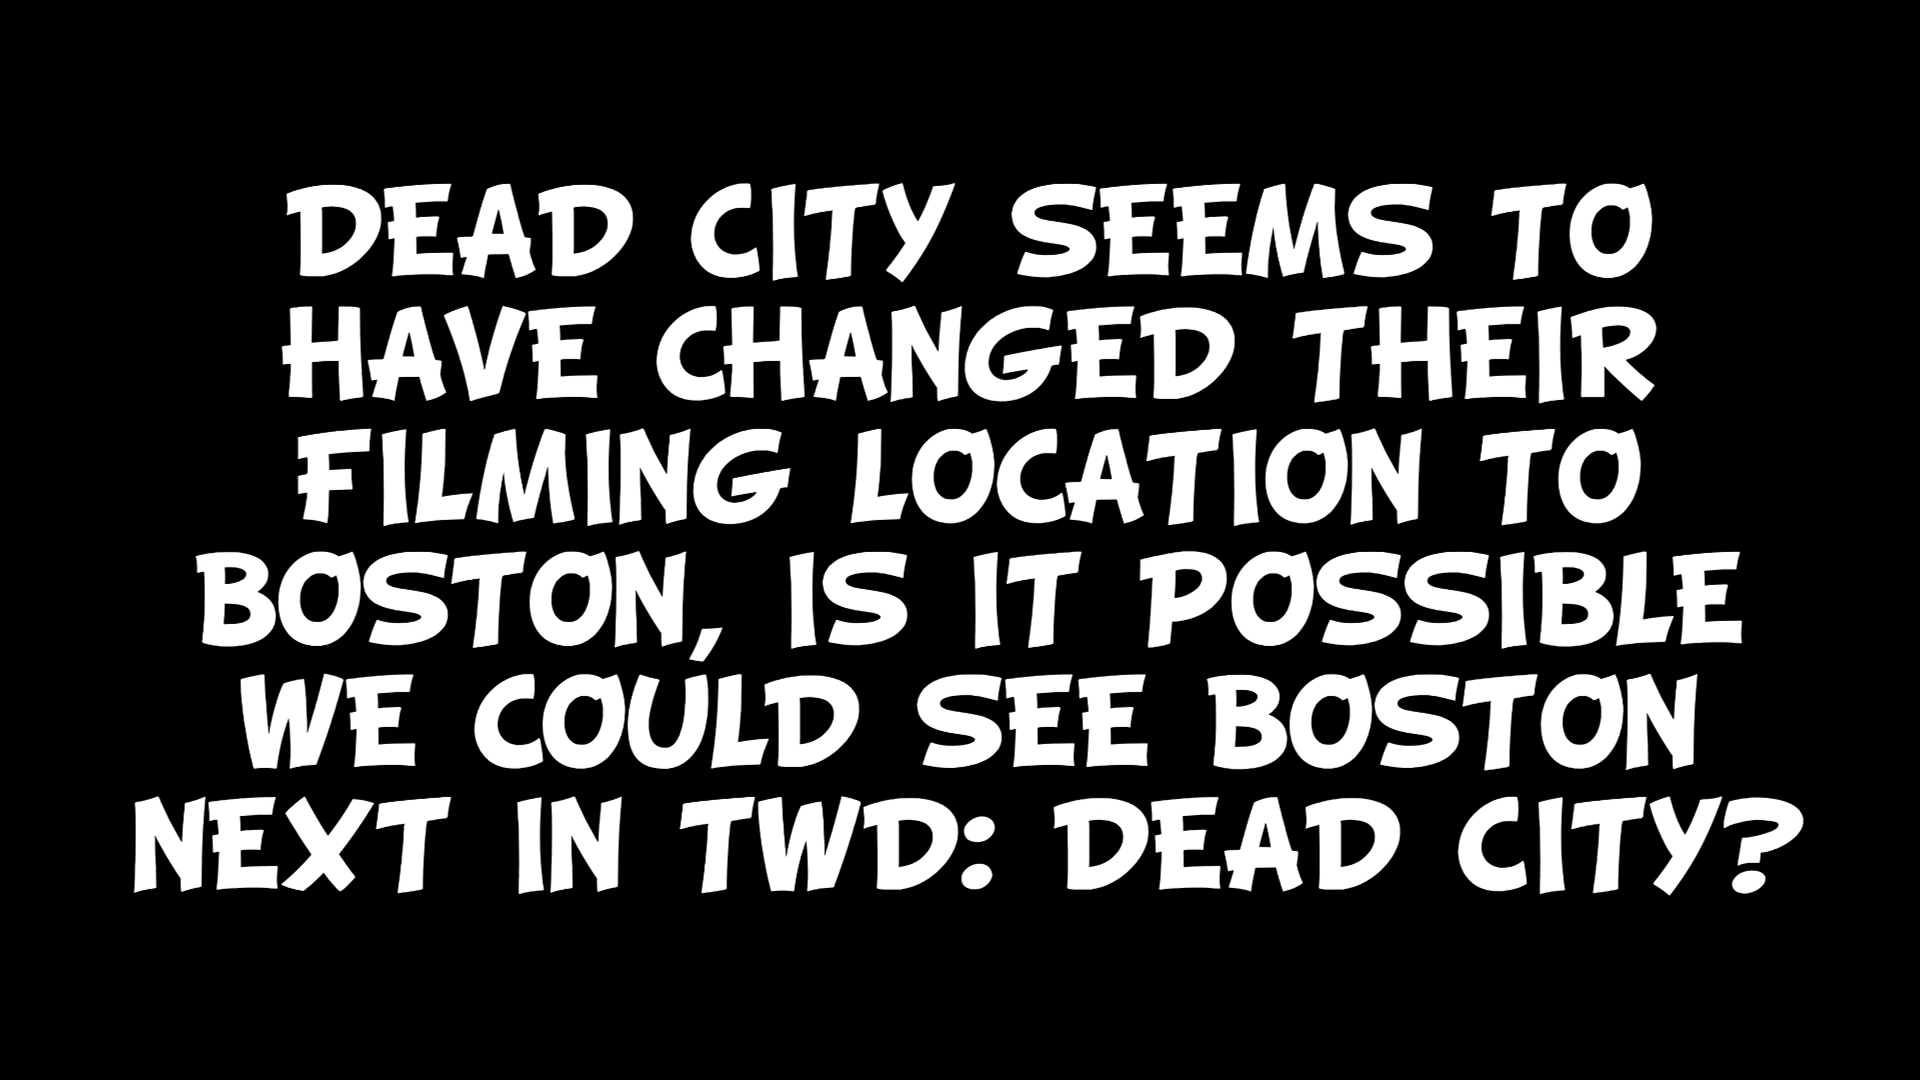 DEAD CITY SEEMS TO
HAVE CHANGED THEIR
FILMING LOCATION TO
BOSTON, IS IT POSSIBLE
WE COULD SEE BOSTON
NEXT IN TWD: DEAD CITY?